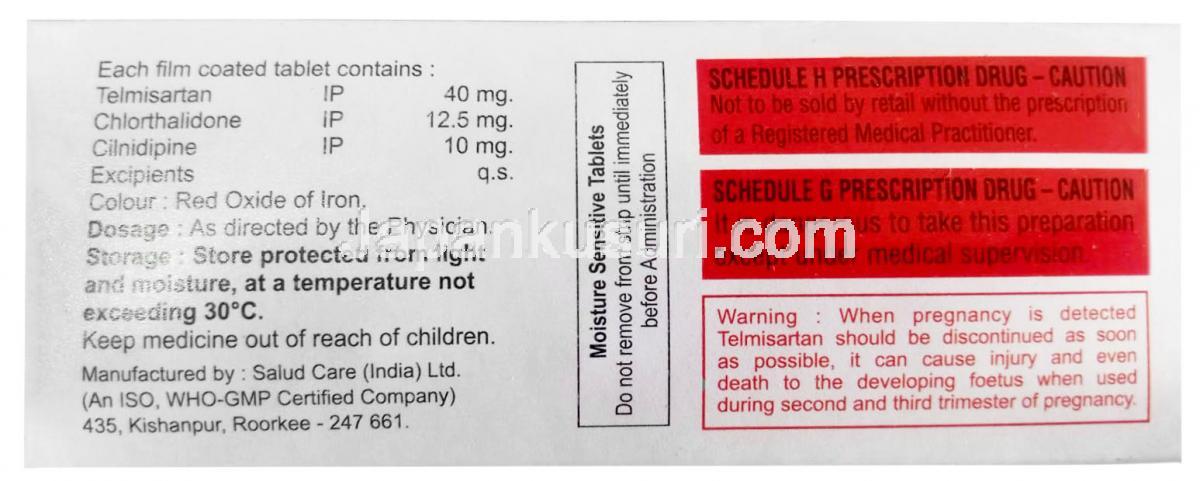 Each film coated tablet contains :
Telmisartan IP 40 mg.
Chlorthalidone IP 12.5 mg.
Cilnidipine IP 10 mg.
Excipients q.s.
Colour : Red Oxide of Iron.
Dosage : As directed by the Physician.
Storage : Store protected from light
and moisture, at a temperature not
exceeding 30°C.
Keep medicine out of reach of children.
Manufactured by : Salud Care (India) Ltd.
(An ISO, WHO-GMP Certified Company)
435, Kishanpur, Roorkee - 247 661.
Moisture Sensitive Tablets
Do not remove from strip until immediately
before Administration
SCHEDULE H PRESCRIPTION DRUG – CAUTION
Not to be sold by retail without the prescription
of a Registered Medical Practitioner.
SCHEDULE G PRESCRIPTION DRUG – CAUTION
It is dangerous to take this preparation
except under medical supervision.
Warning : When pregnancy is detected
Telmisartan should be discontinued as soon
as possible, it can cause injury and even
death to the developing foetus when used
during second and third trimester of pregnancy.
Japankusuri.com